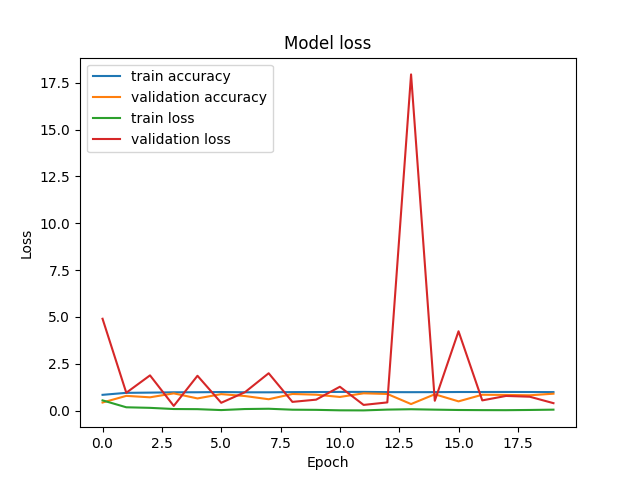 Model loss
train accuracy
validation accuracy
train loss
validation loss
Loss
17.5
15.0
12.5
10.0
7.5
5.0
2.5
0.0
0.0 2.5 5.0 7.5 10.0 12.5 15.0 17.5
Epoch